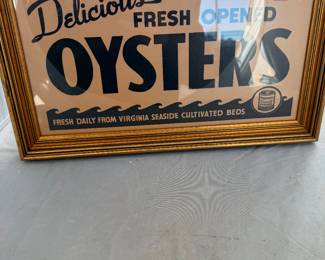 Delicious
FRESH OPENED
OYSTERS
FRESH DAILY FROM VIRGINIA SEASIDE CULTIVATED BEDS